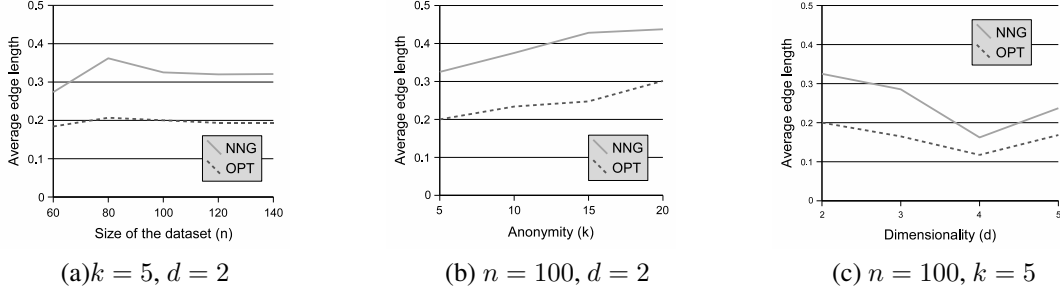 Average edge length
0.5
0.4
0.3
0.2
0.1
0
60
80
100
120
140
NNG
OPT
Size of the dataset (n)
(a)k = 5, d = 2
Average edge length
0.5
0.4
0.3
0.2
0.1
0
5
10
15
20
NNG
OPT
Anonymity (k)
(b) n = 100, d = 2
Average edge length
0.5
0.4
0.3
0.2
0.1
0
2
3
4
5
NNG
OPT
Dimensionality (d)
(c) n = 100, k = 5